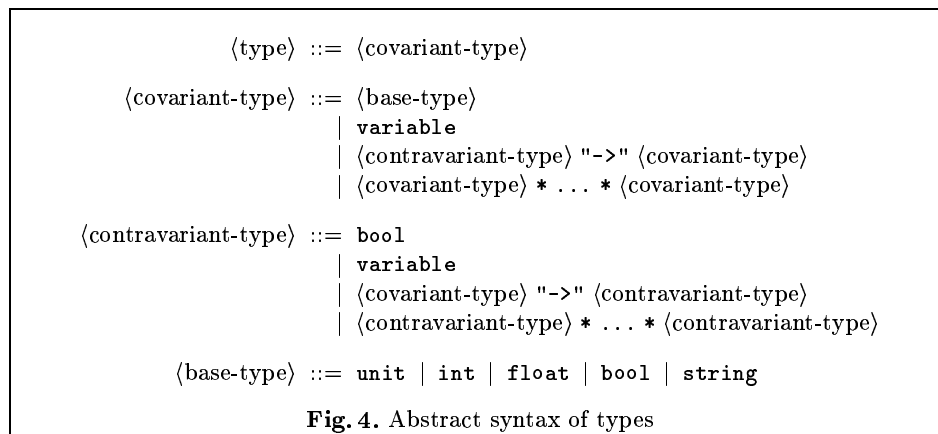 ⟨type⟩ ::= ⟨covariant-type⟩
⟨covariant-type⟩ ::= ⟨base-type⟩
| variable
| ⟨contravariant-type⟩ "->" ⟨covariant-type⟩
| ⟨covariant-type⟩ * ... * ⟨covariant-type⟩
⟨contravariant-type⟩ ::= bool
| variable
| ⟨covariant-type⟩ "->" ⟨contravariant-type⟩
| ⟨contravariant-type⟩ * ... * ⟨contravariant-type⟩
⟨base-type⟩ ::= unit | int | float | bool | string
Fig. 4. Abstract syntax of types